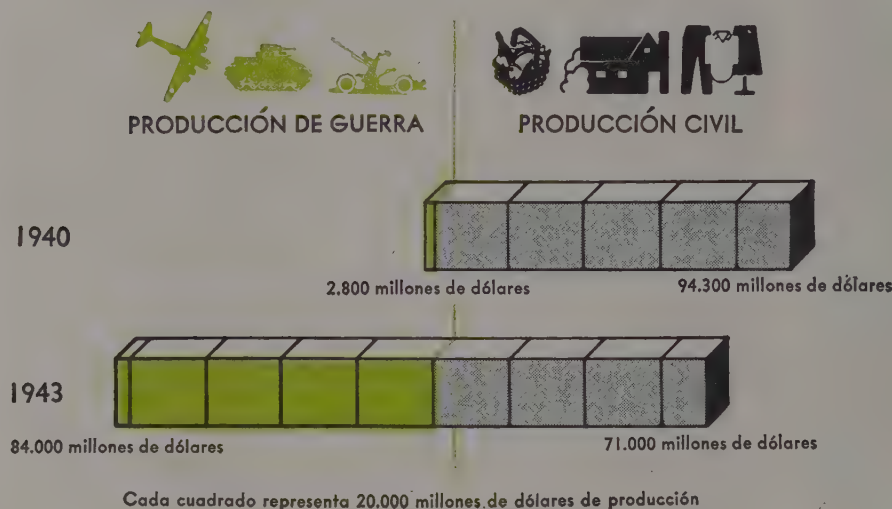 PRODUCCIÓN DE GUERRA
PRODUCCIÓN CIVIL
1940
2.800 millones de dólares
94.300 millones de dólares
1943
84.000 millones de dólares
71.000 millones de dólares
Cada cuadrado representa 20.000 millones de dólares de producción